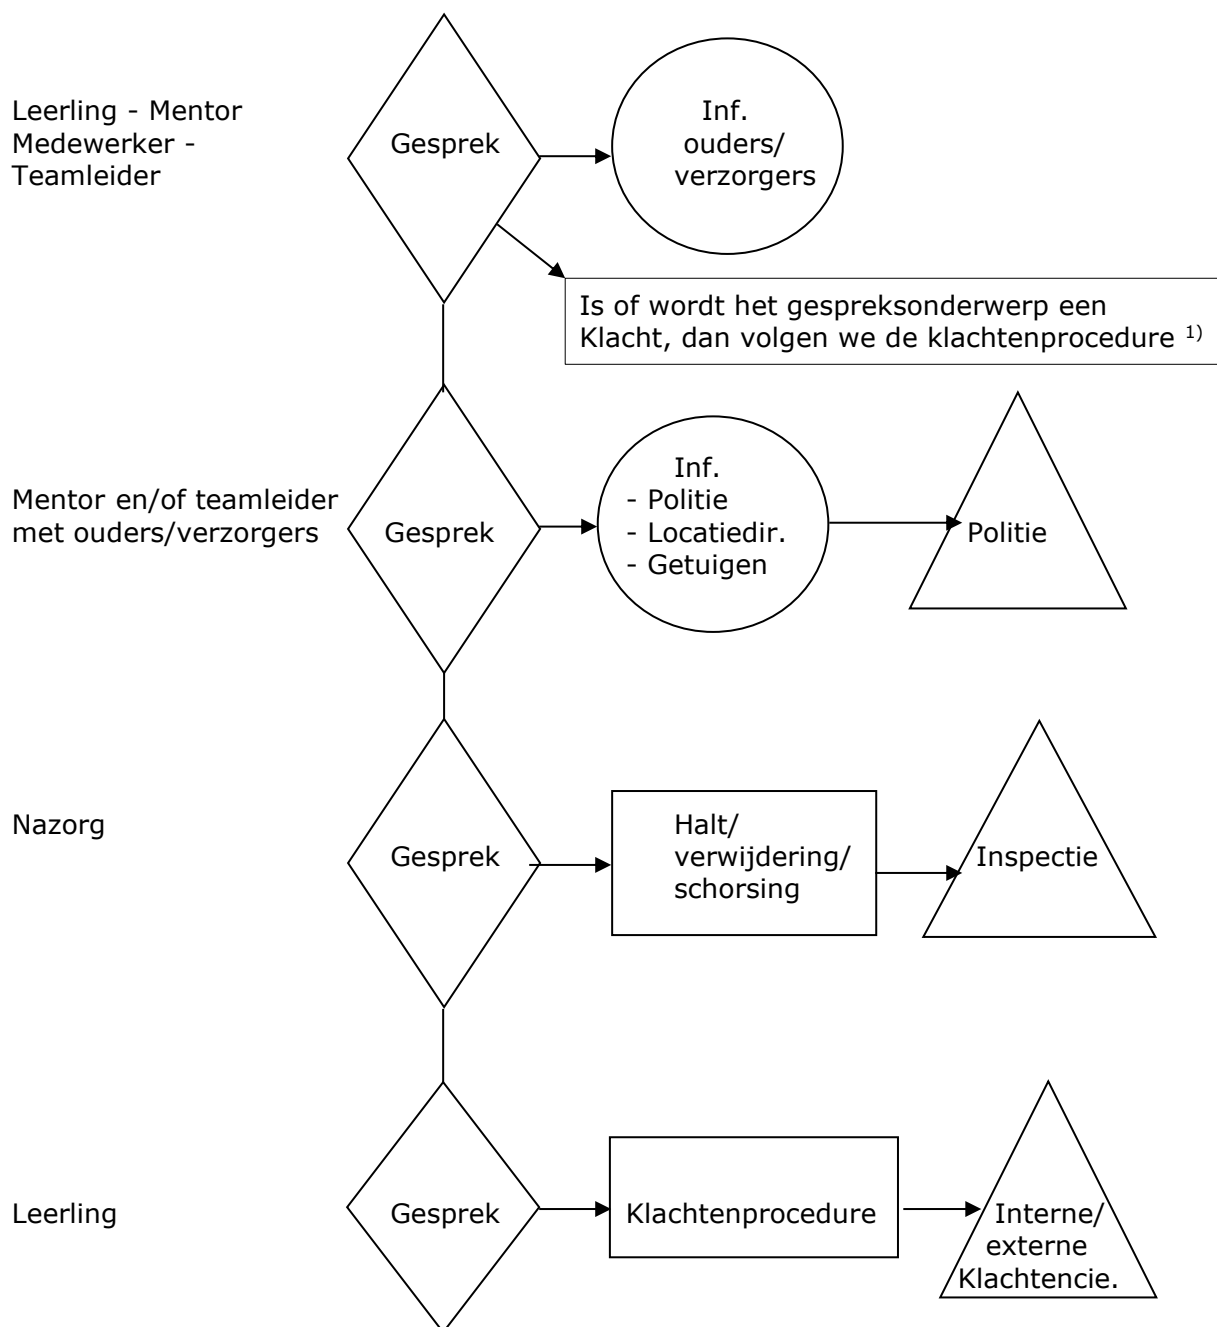 Leerling - Mentor
Medewerker -
Teamleider
Gesprek
Inf.
ouders/
verzorgers
Is of wordt het gespreksonderwerp een
Klacht, dan volgen we de klachtenprocedure ¹⁾
Mentor en/of teamleider
met ouders/verzorgers
Gesprek
Inf.
- Politie
- Locatiedir.
- Getuigen
Politie
Nazorg
Gesprek
Halt/
verwijdering/
schorsing
Inspectie
Leerling
Gesprek
Klachtenprocedure
Interne/
externe
Klachtencie.